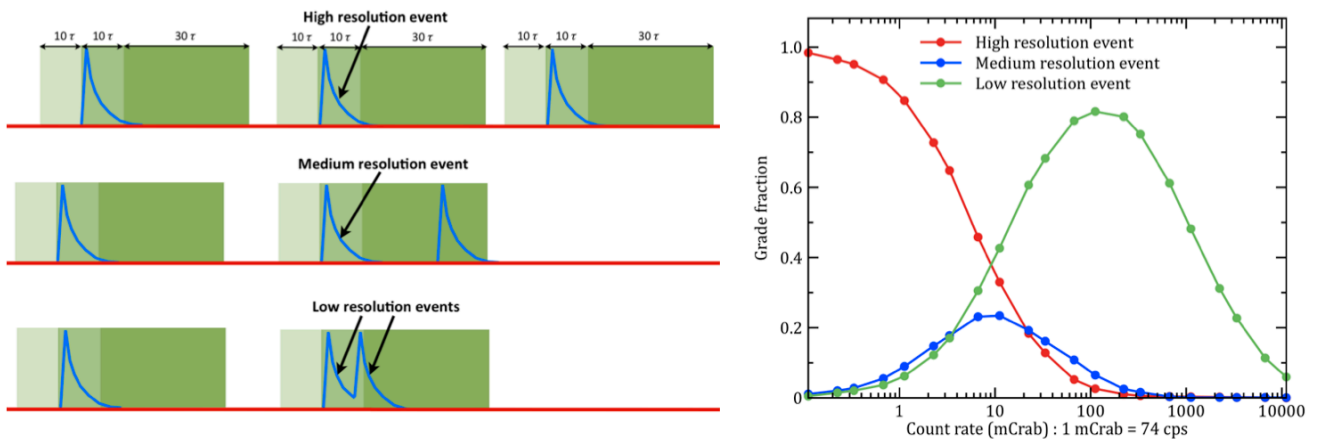 High resolution event
10 τ 10 τ 30 τ
10 τ 10 τ 30 τ
10 τ 10 τ 30 τ
Medium resolution event
Low resolution events
High resolution event
Medium resolution event
Low resolution event
Grade fraction
1.0
0.8
0.6
0.4
0.2
0
1 10 100 1000 10000
Count rate (mCrab) : 1 mCrab = 74 cps